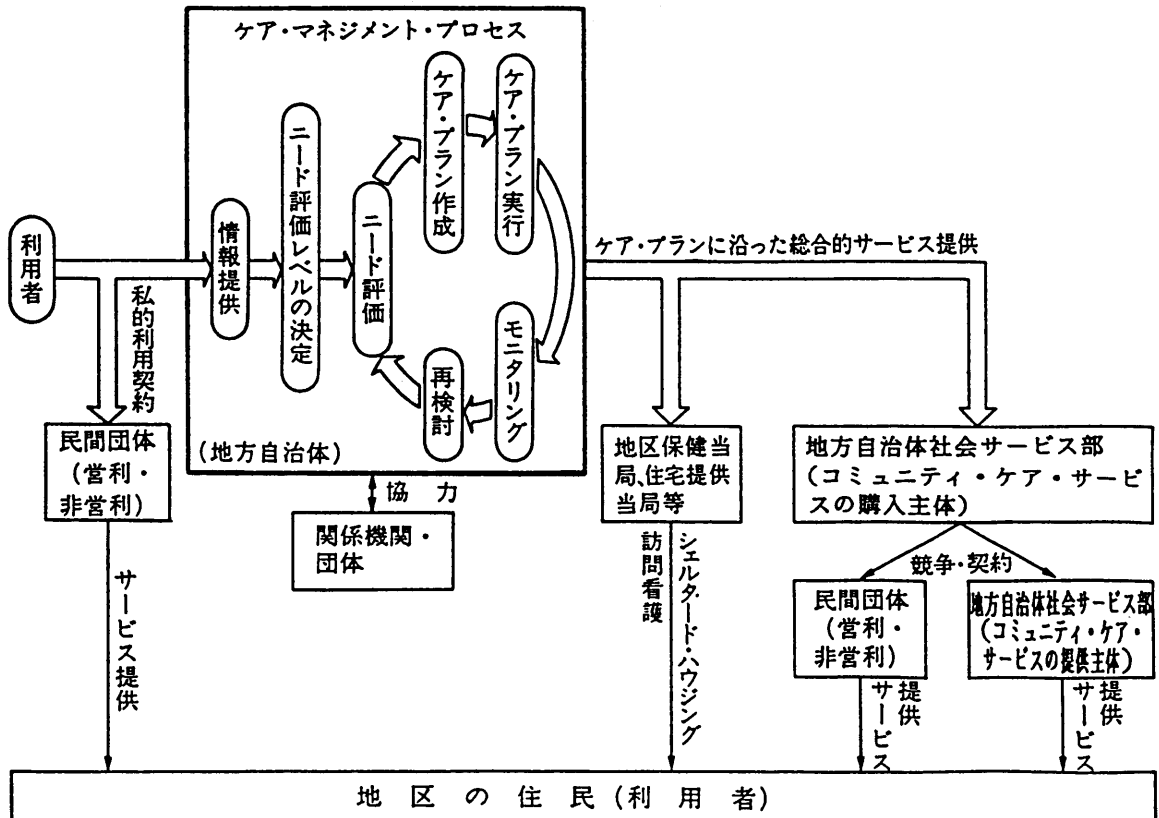 ケア・マネジメント・プロセス
利用者
私的利用契約
情報提供
ニード評価レベルの決定
ニード評価
ケア・プラン作成
ケア・プラン実行
モニタリング
再検討
(地方自治体)
ケア・プランに沿った総合的サービス提供
民間団体
(営利・
非営利)
協 力
関係機関・
団体
地区保健当
局、住宅提供
当局等
地方自治体社会サービス部
(コミュニティ・ケア・サービ
スの購入主体)
競争・契約
民間団体
(営利・
非営利)
地方自治体社会サービス部
(コミュニティ・ケア・
サービスの提供主体)
サービス提供
シェルタード・ハウジング
訪問看護
提供
サービス
提供
サービス
地 区 の 住 民 (利 用 者)